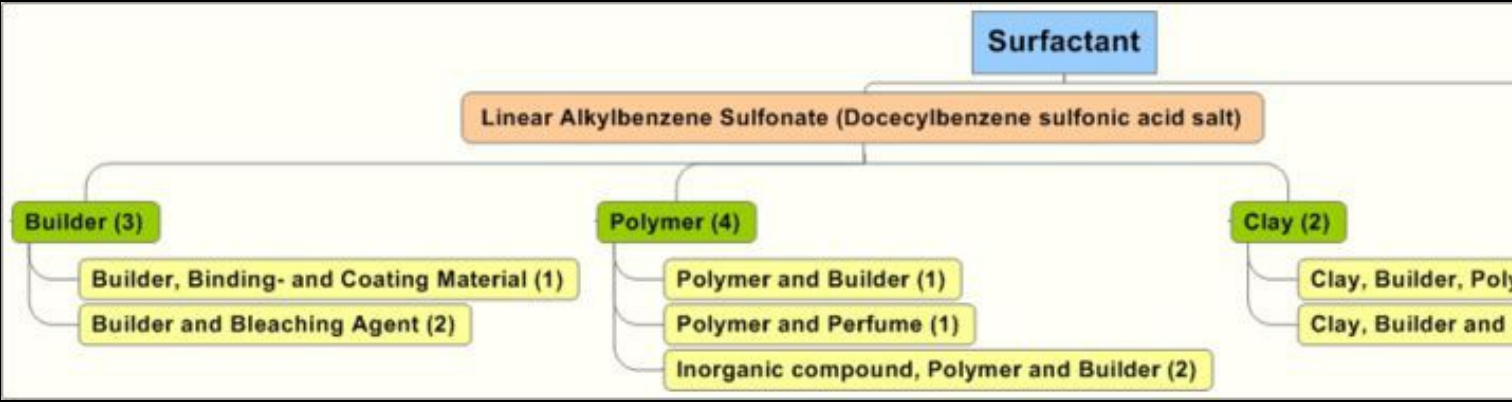 Surfactant
Linear Alkylbenzene Sulfonate (Docecylbenzene sulfonic acid salt)
Builder (3)
Polymer (4)
Clay (2)
Builder, Binding- and Coating Material (1)
Polymer and Builder (1)
Clay, Builder,
Builder and Bleaching Agent (2)
Polymer and Perfume (1)
Clay, Builder and
Inorganic compound, Polymer and Builder (2)